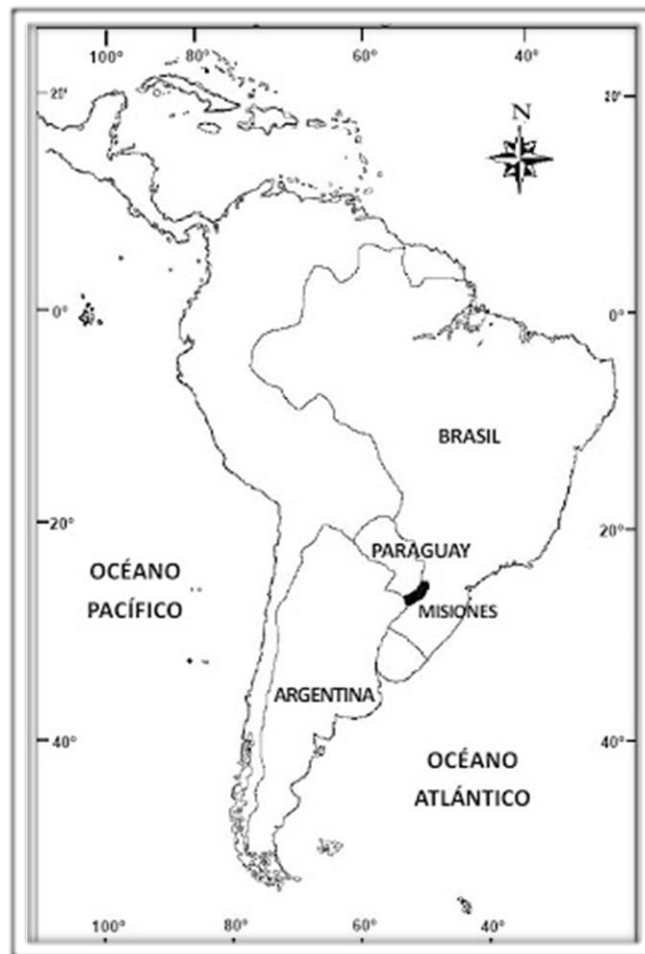 100° 80° 60° 40°
20° 20°
N
0° 0°
BRASIL
20° 20°
PARAGUAY
OCÉANO
PACÍFICO
MISIONES
ARGENTINA
40° 40°
OCÉANO
ATLÁNTICO
100° 80° 60° 40°